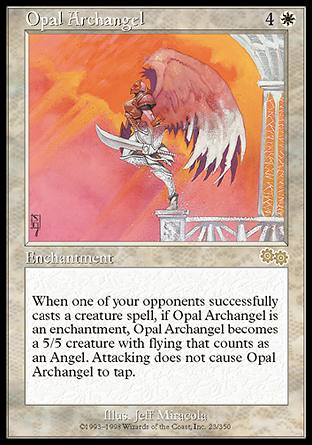 Opal Archangel 4
Enchantment
When one of your opponents successfully
casts a creature spell, if Opal Archangel is
an enchantment, Opal Archangel becomes
a 5/5 creature with flying that counts as
an Angel. Attacking does not cause Opal
Archangel to tap.
Illus. Jeff Miracola
©1993–1998 Wizards of the Coast, Inc. 23/350